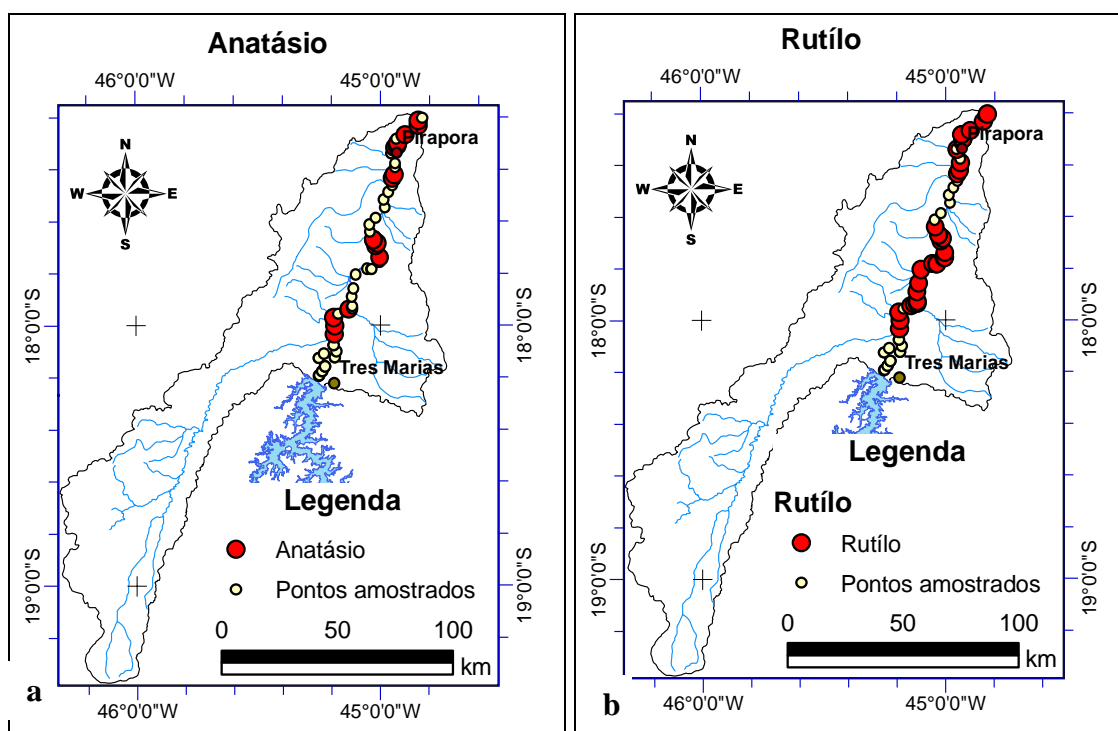 Anatásio
46°0'0"W 45°0'0"W
N
W E
S
Pirapora
18°0'0"S 18°0'0"S
Tres Marias
Legenda
Anatásio
Pontos amostrados
19°0'0"S 19°0'0"S
0 50 100
km
a
46°0'0"W 45°0'0"W
Rutílo
46°0'0"W 45°0'0"W
N
W E
S
Pirapora
18°0'0"S 18°0'0"S
Tres Marias
Legenda
Rutílo
Rutílo
Pontos amostrados
19°0'0"S 19°0'0"S
0 50 100
km
b
46°0'0"W 45°0'0"W